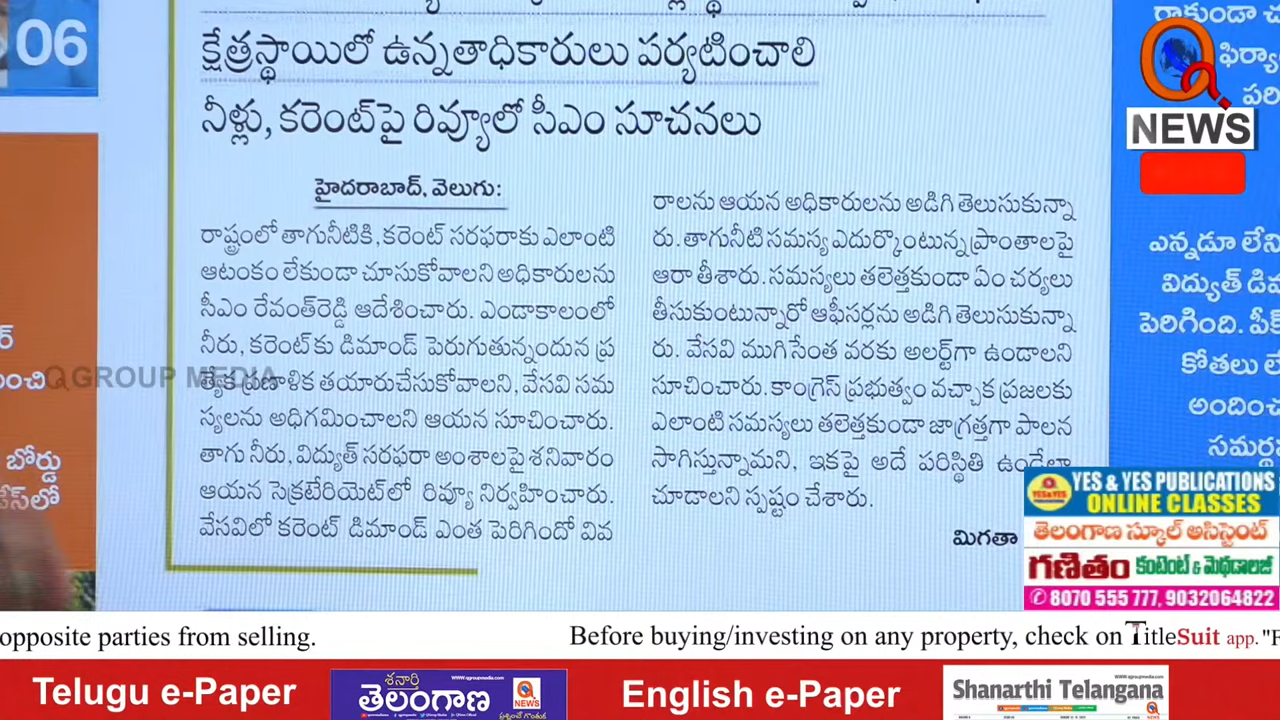 06
క్షేత్రస్థాయిలో ఉన్నతాధికారులు పర్యటించాలి
నీళ్లు, కరెంట్‌పై రివ్యూలో సీఎం సూచనలు
హైదరాబాద్, వెలుగు:
రాష్ట్రంలో తాగునీటికి, కరెంట్ సరఫరాకు ఎలాంటి
ఆటంకం లేకుండా చూసుకోవాలని అధికారులను
సీఎం రేవంత్‌రెడ్డి ఆదేశించారు. ఎండాకాలంలో
నీరు, కరెంట్‌కు డిమాండ్ పెరుగుతున్నందున ప్ర
త్యేక ప్రణాళిక తయారుచేసుకోవాలని, వేసవి సమ
స్యలను అధిగమించాలని ఆయన సూచించారు.
తాగు నీరు, విద్యుత్ సరఫరా అంశాలపై శనివారం
ఆయన సెక్రటేరియెట్‌లో రివ్యూ నిర్వహించారు.
వేసవిలో కరెంట్ డిమాండ్ ఎంత పెరిగిందో వివ
రాలను ఆయన అధికారులను అడిగి తెలుసుకున్నా
రు. తాగునీటి సమస్య ఎదుర్కొంటున్న ప్రాంతాలపై
ఆరా తీశారు. సమస్యలు తలెత్తకుండా ఏం చర్యలు
తీసుకుంటున్నారో ఆఫీసర్లను అడిగి తెలుసుకున్నా
రు. వేసవి ముగిసేంత వరకు అలర్ట్‌గా ఉండాలని
సూచించారు. కాంగ్రెస్ ప్రభుత్వం వచ్చాక ప్రజలకు
ఎలాంటి సమస్యలు తలెత్తకుండా జాగ్రత్తగా పాలన
సాగిస్తున్నామని, ఇకపై అదే పరిస్థితి ఉండేలా
చూడాలని స్పష్టం చేశారు.
మిగతా
Q GROUP MEDIA
బోర్డు
రాకుండా
పరి
ఎన్నడూ లేని
విద్యుత్ డిమ
పెరిగింది. పీక్
కోతలు లే
అందించ
సమర్థవ
Q
NEWS
YES & YES PUBLICATIONS
ONLINE CLASSES
తెలంగాణ స్కూల్ అసిస్టెంట్
గణితం కంటెంట్ & మెథడాలజీ
8070 555 777, 9032064822
opposite parties from selling.
Before buying/investing on any property, check on TitleSuit app. "F
Telugu e-Paper
శనార్తి
తెలంగాణ
Q NEWS
English e-Paper
Shanarthi Telangana